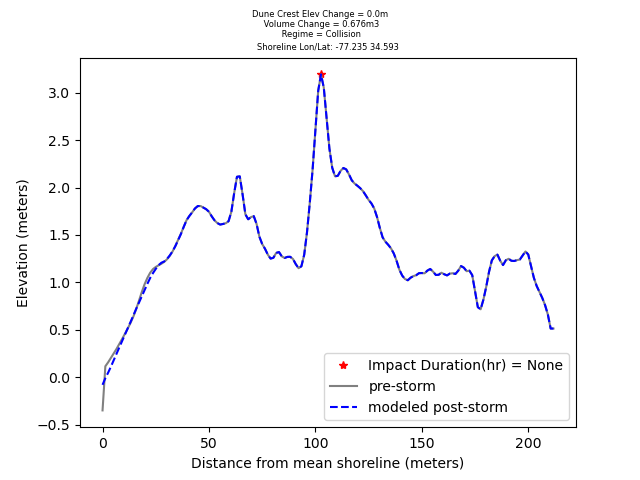 Dune Crest Elev Change = 0.0m
Volume Change = 0.676m3
Regime = Collision
Shoreline Lon/Lat: -77.235 34.593
3.0
2.5
2.0
1.5
1.0
0.5
0.0
−0.5
Elevation (meters)
Impact Duration(hr) = None
pre-storm
modeled post-storm
0 50 100 150 200
Distance from mean shoreline (meters)